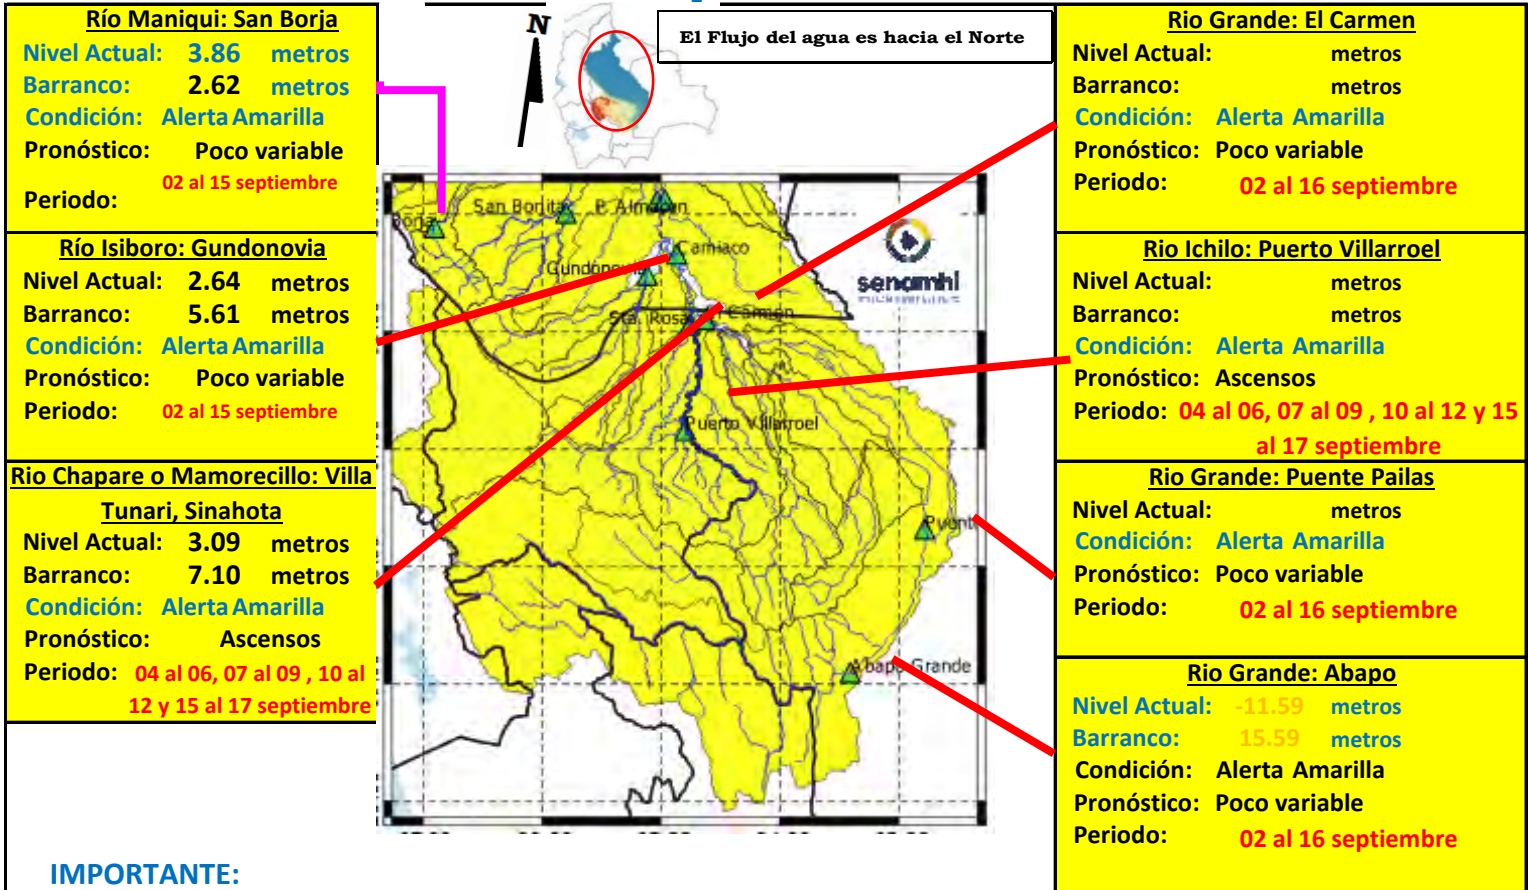 Río Maniqui: San Borja
Nivel Actual: 3.86 metros
Barranco: 2.62 metros
Condición: Alerta Amarilla
Pronóstico: Poco variable
02 al 15 septiembre
Periodo:
Río Isiboro: Gundonovia
Nivel Actual: 2.64 metros
Barranco: 5.61 metros
Condición: Alerta Amarilla
Pronóstico: Poco variable
Periodo: 02 al 15 septiembre
Rio Chapare o Mamorecillo: Villa
Tunari, Sinahota
Nivel Actual: 3.09 metros
Barranco: 7.10 metros
Condición: Alerta Amarilla
Pronóstico: Ascensos
Periodo: 04 al 06, 07 al 09 , 10 al
12 y 15 al 17 septiembre
IMPORTANTE:
N
El Flujo del agua es hacia el Norte
Borja
San Bonita
P. Almacen
Camiaco
Gundonovia
senamhi
Sta. Rosa
Carmen
Puerto Villarroel
Puent
Abapo Grande
Rio Grande: El Carmen
Nivel Actual: metros
Barranco: metros
Condición: Alerta Amarilla
Pronóstico: Poco variable
Periodo: 02 al 16 septiembre
Rio Ichilo: Puerto Villarroel
Nivel Actual: metros
Barranco: metros
Condición: Alerta Amarilla
Pronóstico: Ascensos
Periodo: 04 al 06, 07 al 09 , 10 al 12 y 15
al 17 septiembre
Rio Grande: Puente Pailas
Nivel Actual: metros
Condición: Alerta Amarilla
Pronóstico: Poco variable
Periodo: 02 al 16 septiembre
Rio Grande: Abapo
Nivel Actual: -11.59 metros
Barranco: 15.59 metros
Condición: Alerta Amarilla
Pronóstico: Poco variable
Periodo: 02 al 16 septiembre